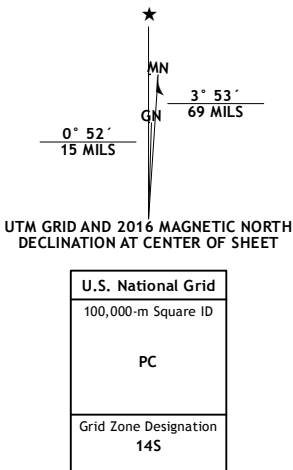 ★
MN
3° 53´
69 MILS
GN
0° 52´
15 MILS
UTM GRID AND 2016 MAGNETIC NORTH
DECLINATION AT CENTER OF SHEET
U.S. National Grid
100,000-m Square ID
PC
Grid Zone Designation
14S